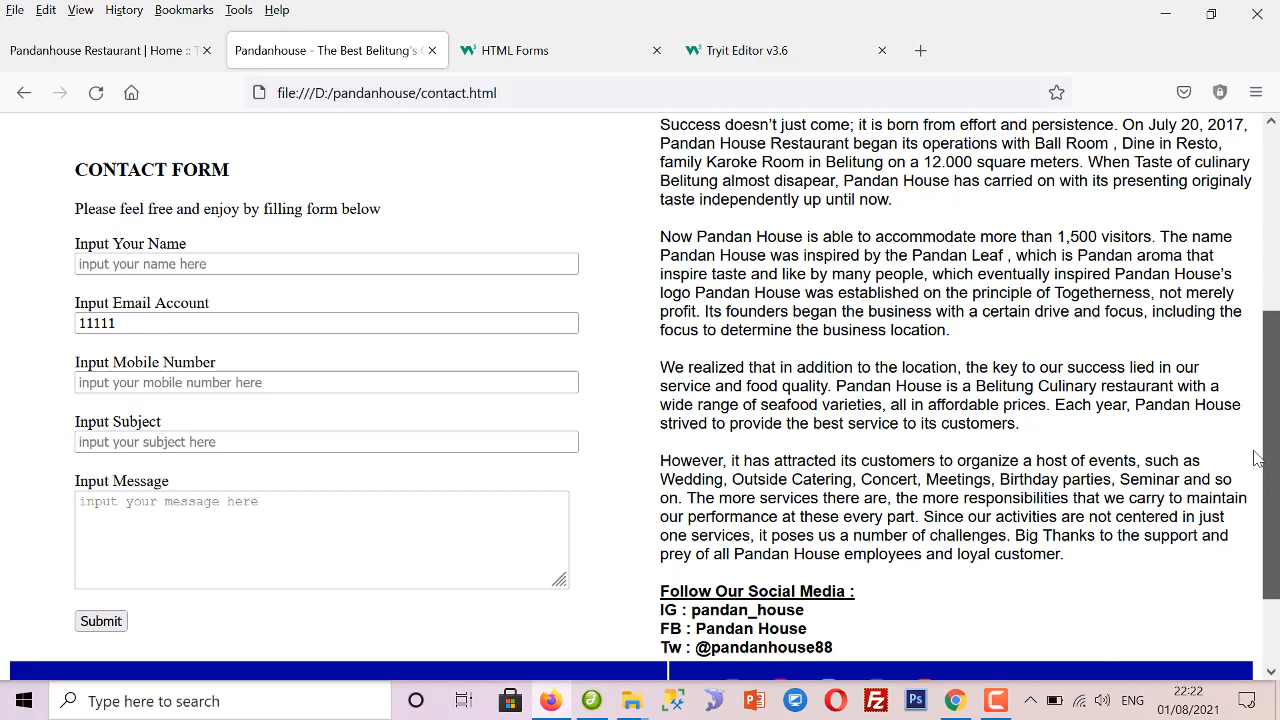 File Edit View History Bookmarks Tools Help
Pandanhouse Restaurant | Home :: T
Pandanhouse - The Best Belitung's C
HTML Forms
Tryit Editor v3.6
file:///D:/pandanhouse/contact.html
CONTACT FORM
Please feel free and enjoy by filling form below
Input Your Name
input your name here
Input Email Account
11111
Input Mobile Number
input your mobile number here
Input Subject
input your subject here
Input Message
input your message here
Submit
Success doesn't just come; it is born from effort and persistence. On July 20, 2017,
Pandan House Restaurant began its operations with Ball Room , Dine in Resto,
family Karoke Room in Belitung on a 12.000 square meters. When Taste of culinary
Belitung almost disapear, Pandan House has carried on with its presenting originaly
taste independently up until now.
Now Pandan House is able to accommodate more than 1,500 visitors. The name
Pandan House was inspired by the Pandan Leaf , which is Pandan aroma that
inspire taste and like by many people, which eventually inspired Pandan House's
logo Pandan House was established on the principle of Togetherness, not merely
profit. Its founders began the business with a certain drive and focus, including the
focus to determine the business location.
We realized that in addition to the location, the key to our success lied in our
service and food quality. Pandan House is a Belitung Culinary restaurant with a
wide range of seafood varieties, all in affordable prices. Each year, Pandan House
strived to provide the best service to its customers.
However, it has attracted its customers to organize a host of events, such as
Wedding, Outside Catering, Concert, Meetings, Birthday parties, Seminar and so
on. The more services there are, the more responsibilities that we carry to maintain
our performance at these every part. Since our activities are not centered in just
one services, it poses us a number of challenges. Big Thanks to the support and
prey of all Pandan House employees and loyal customer.
Follow Our Social Media :
IG : pandan_house
FB : Pandan House
Tw : @pandanhouse88
Type here to search
Ps
ENG
22:22
01/08/2021